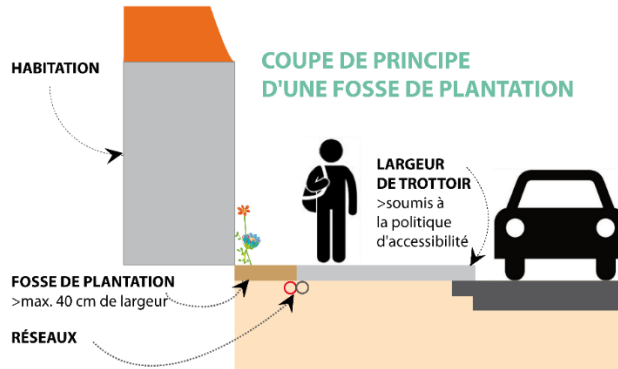 COUPE DE PRINCIPE
D'UNE FOSSE DE PLANTATION
HABITATION
LARGEUR
DE TROTTOIR
>soumis à
la politique
d'accessibilité
FOSSE DE PLANTATION
>max. 40 cm de largeur
RÉSEAUX